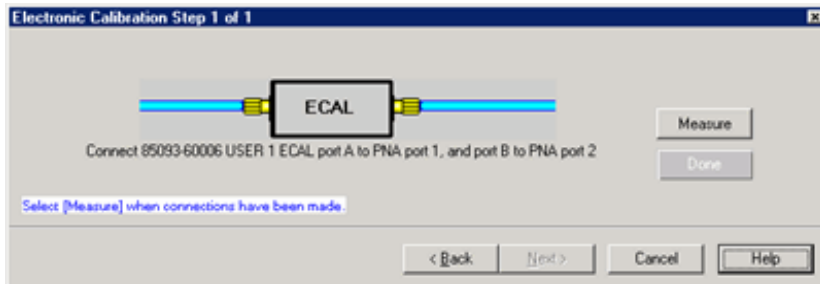 Electronic Calibration Step 1 of 1
ECAL
Connect 85093-60006 USER 1 ECAL port A to PNA port 1, and port B to PNA port 2
Measure
Done
Select [Measure] when connections have been made.
< Back
Next >
Cancel
Help